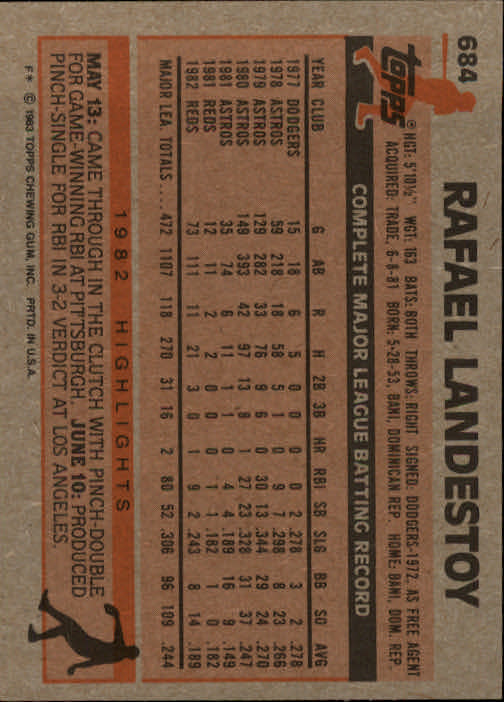 684
topps
®
RAFAEL LANDESTOY
HGT: 5'10½" WGT: 163 BATS: BOTH THROWS: RIGHT SIGNED: DODGERS-1972, AS FREE AGENT
ACQUIRED: TRADE, 6-8-81 BORN: 5-28-53, BANI, DOMINICAN REP. HOME: BANI, DOM. REP.
COMPLETE MAJOR LEAGUE BATTING RECORD
YEAR CLUB G AB R H 2B 3B HR RBI SB SLG BB SO AVG
1977 DODGERS 15 18 6 5 0 0 0 0 2 .278 3 2 .278
1978 ASTROS 59 218 18 58 5 1 0 9 7 .298 8 23 .266
1979 ASTROS 129 282 33 76 9 6 0 30 13 .344 29 24 .270
1980 ASTROS 149 393 42 97 13 8 1 27 23 .328 31 37 .247
1981 ASTROS 35 74 6 11 1 1 0 4 4 .189 16 9 .149
1981 REDS 12 11 2 2 0 0 0 1 1 .182 1 0 .182
1982 REDS 73 111 11 21 3 0 1 9 2 .243 8 14 .189
MAJOR LEA. TOTALS .... 472 1107 118 270 31 16 2 80 52 .306 96 109 .244
1982 HIGHLIGHTS
MAY 13: CAME THROUGH IN THE CLUTCH WITH PINCH-DOUBLE
FOR GAME-WINNING RBI AT PITTSBURGH. JUNE 10: PRODUCED
PINCH-SINGLE FOR RBI IN 3-2 VERDICT AT LOS ANGELES.
F* © 1983 TOPPS CHEWING GUM, INC. PRTD. IN U.S.A.